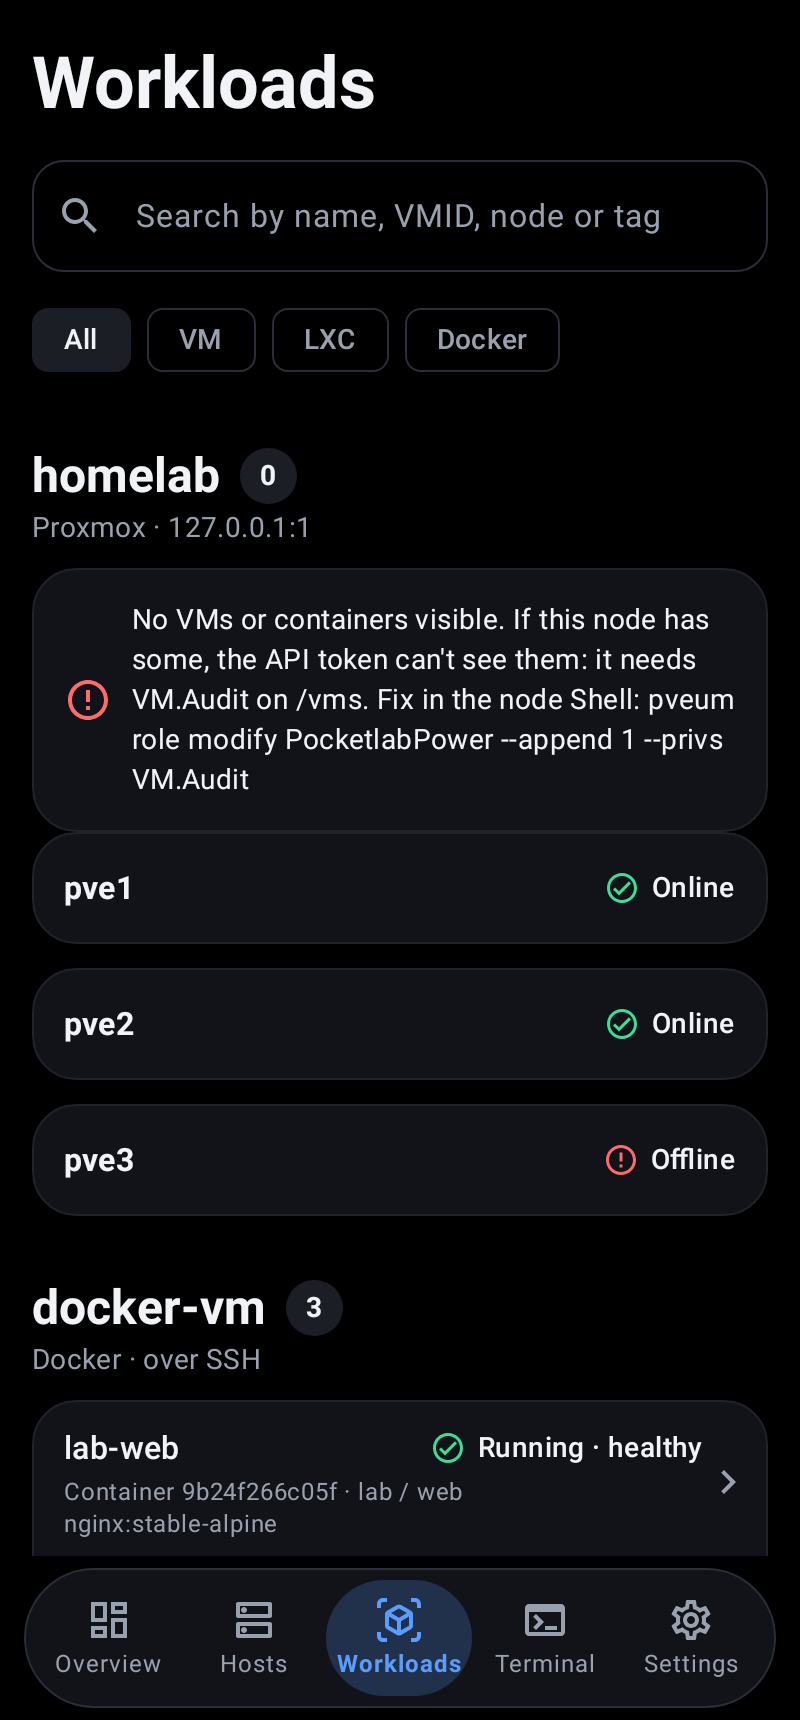 Workloads
Search by name, VMID, node or tag
All VM LXC Docker
homelab 0
Proxmox · 127.0.0.1:1
No VMs or containers visible. If this node has
some, the API token can't see them: it needs
VM.Audit on /vms. Fix in the node Shell: pveum
role modify PocketlabPower --append 1 --privs
VM.Audit
pve1 Online
pve2 Online
pve3 Offline
docker-vm 3
Docker · over SSH
lab-web Running · healthy
Container 9b24f266c05f · lab / web
nginx:stable-alpine
Overview Hosts Workloads Terminal Settings